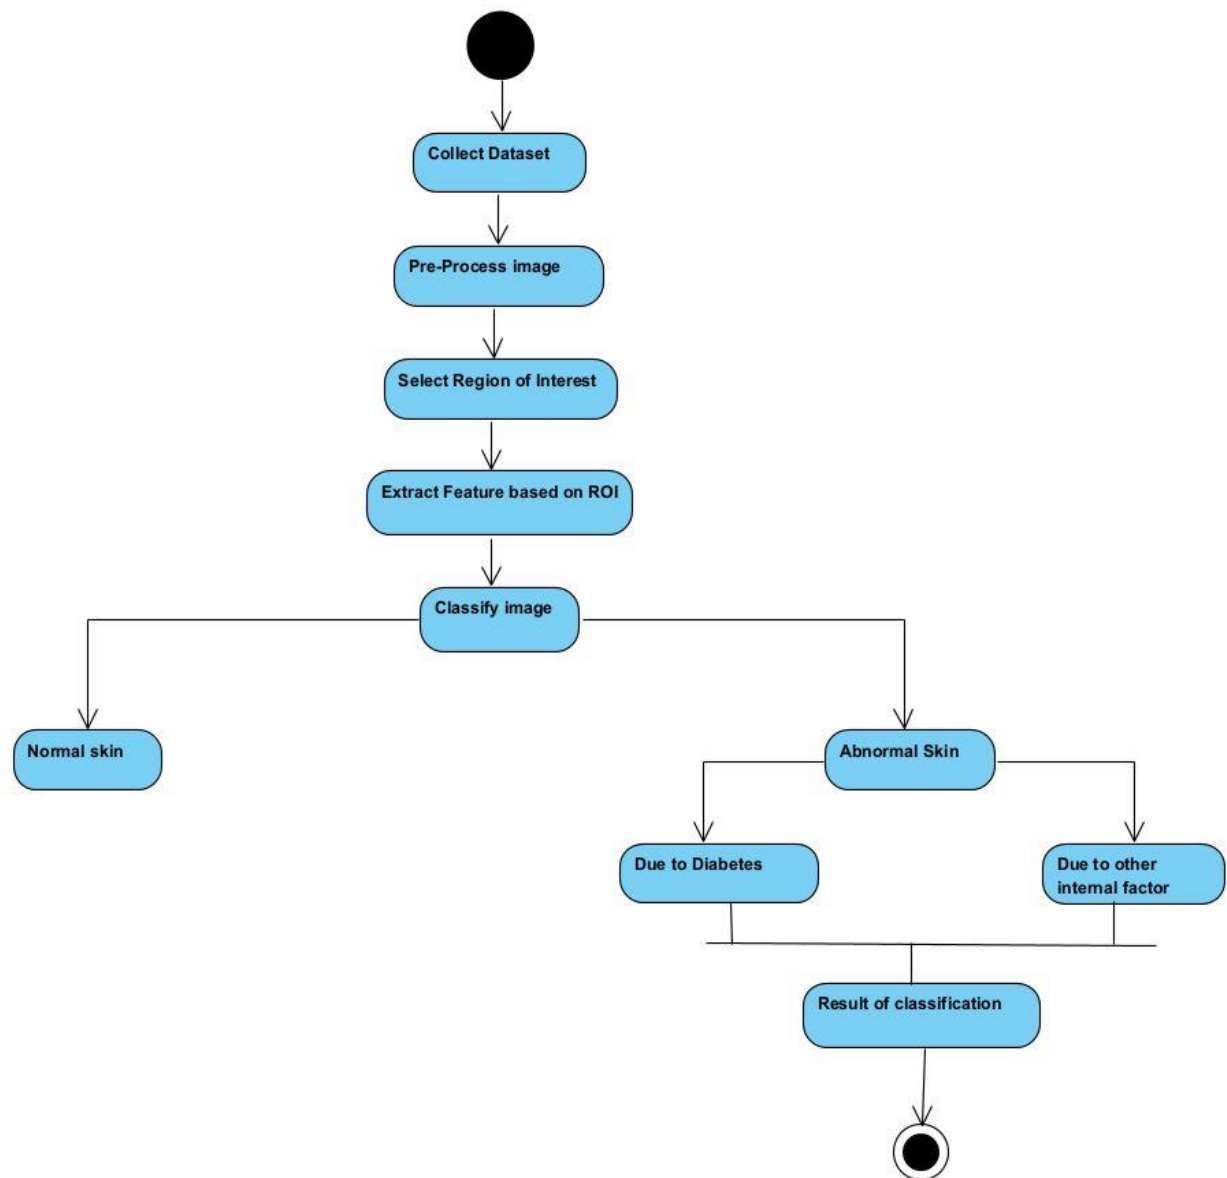 Collect Dataset
Pre-Process image
Select Region of Interest
Extract Feature based on ROI
Classify image
Normal skin
Abnormal Skin
Due to Diabetes
Due to other
internal factor
Result of classification